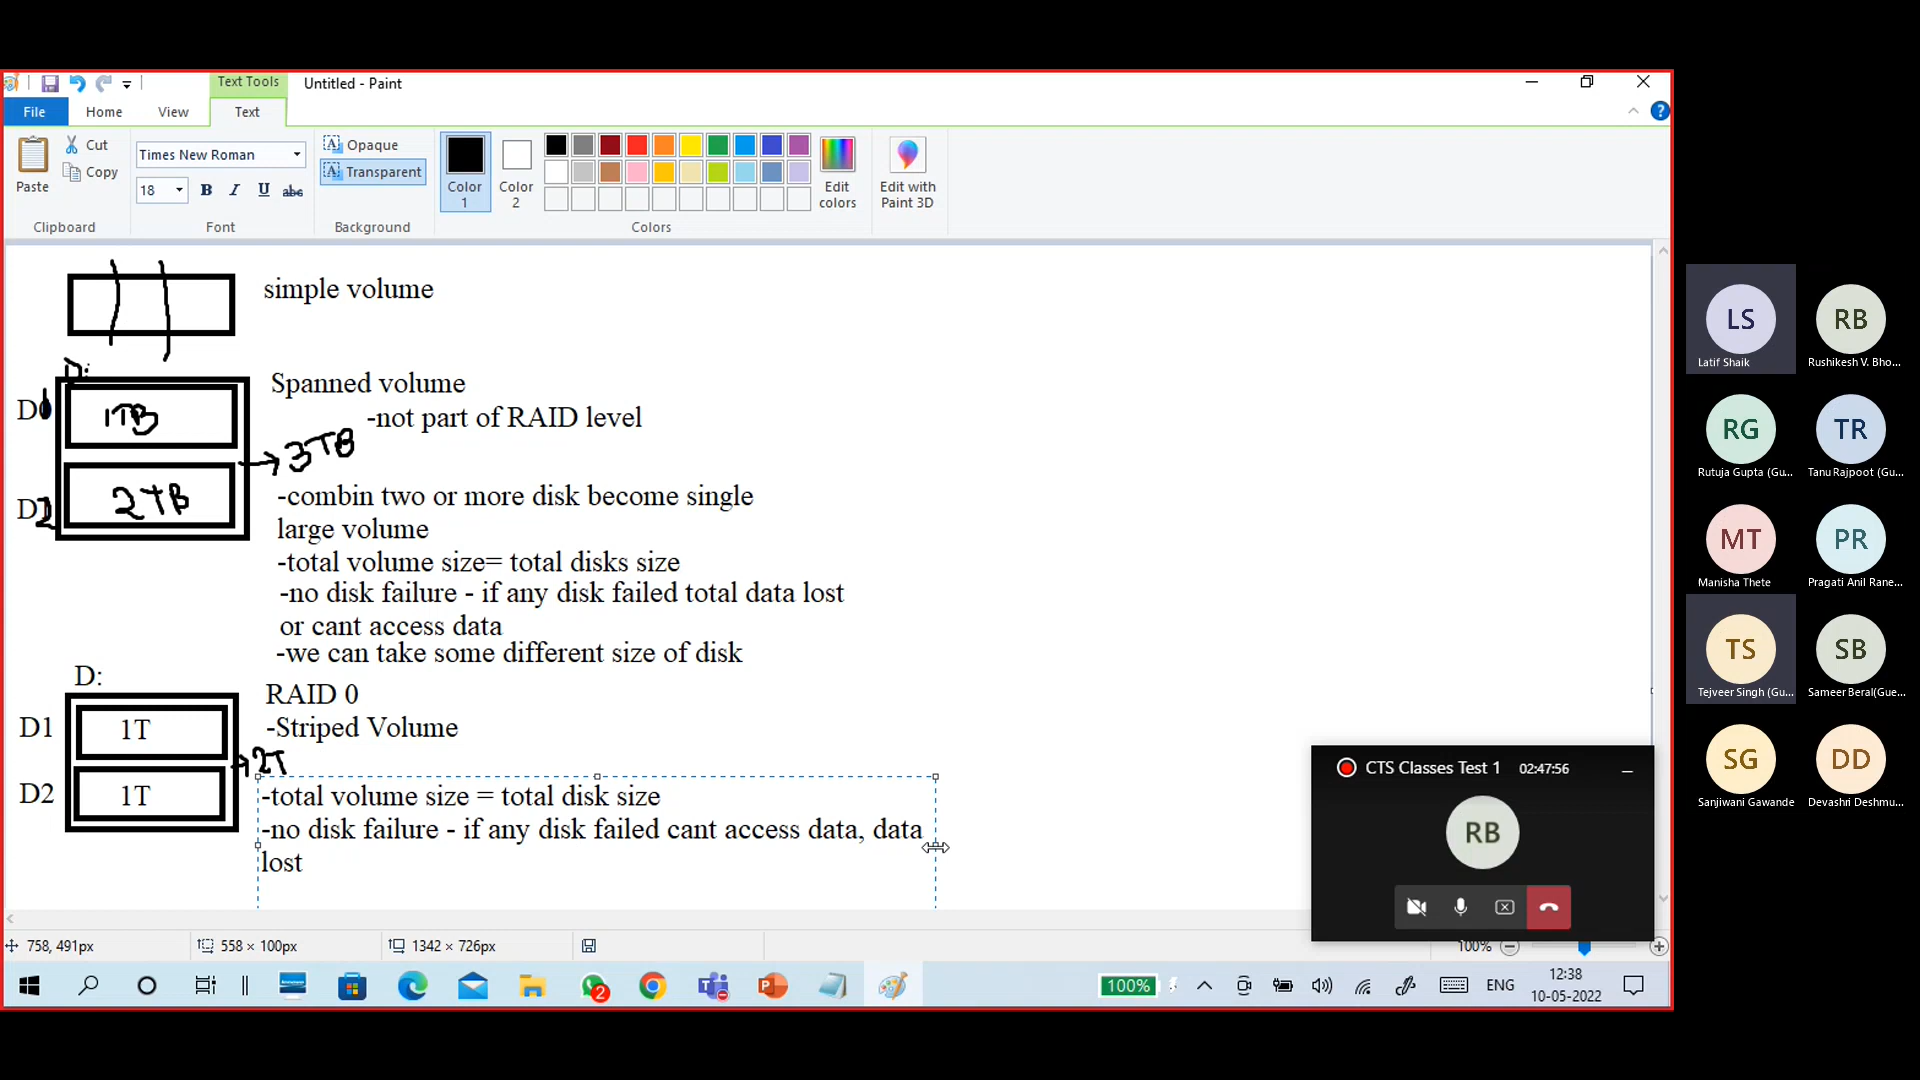 Text Tools
Untitled - Paint
File
Home
View
Text
Paste
Cut
Copy
Clipboard
Times New Roman
18
B I U abc
Font
Opaque
Transparent
Background
Color 1
Color 2
Edit colors
Colors
Edit with Paint 3D
simple volume
D:
Spanned volume
-not part of RAID level
1TB
3TB
2TB
-combin two or more disk become single
large volume
-total volume size= total disks size
-no disk failure - if any disk failed total data lost
or cant access data
-we can take some different size of disk
D:
RAID 0
-Striped Volume
D1
1T
2T
D2
1T
-total volume size = total disk size
-no disk failure - if any disk failed cant access data, data
lost
CTS Classes Test 1
02:47:56
RB
758, 491px
558 × 100px
1342 × 726px
100%
100%
ENG
12:38
10-05-2022
2
LS
Latif Shaik
RB
Rushikesh V. Bho...
RG
Rutuja Gupta (Gu...
TR
Tanu Rajpoot (Gu...
MT
Manisha Thete
PR
Pragati Anil Rane...
TS
Tejveer Singh (Gu...
SB
Sameer Beral(Gue...
SG
Sanjiwani Gawande
DD
Devashri Deshmu...